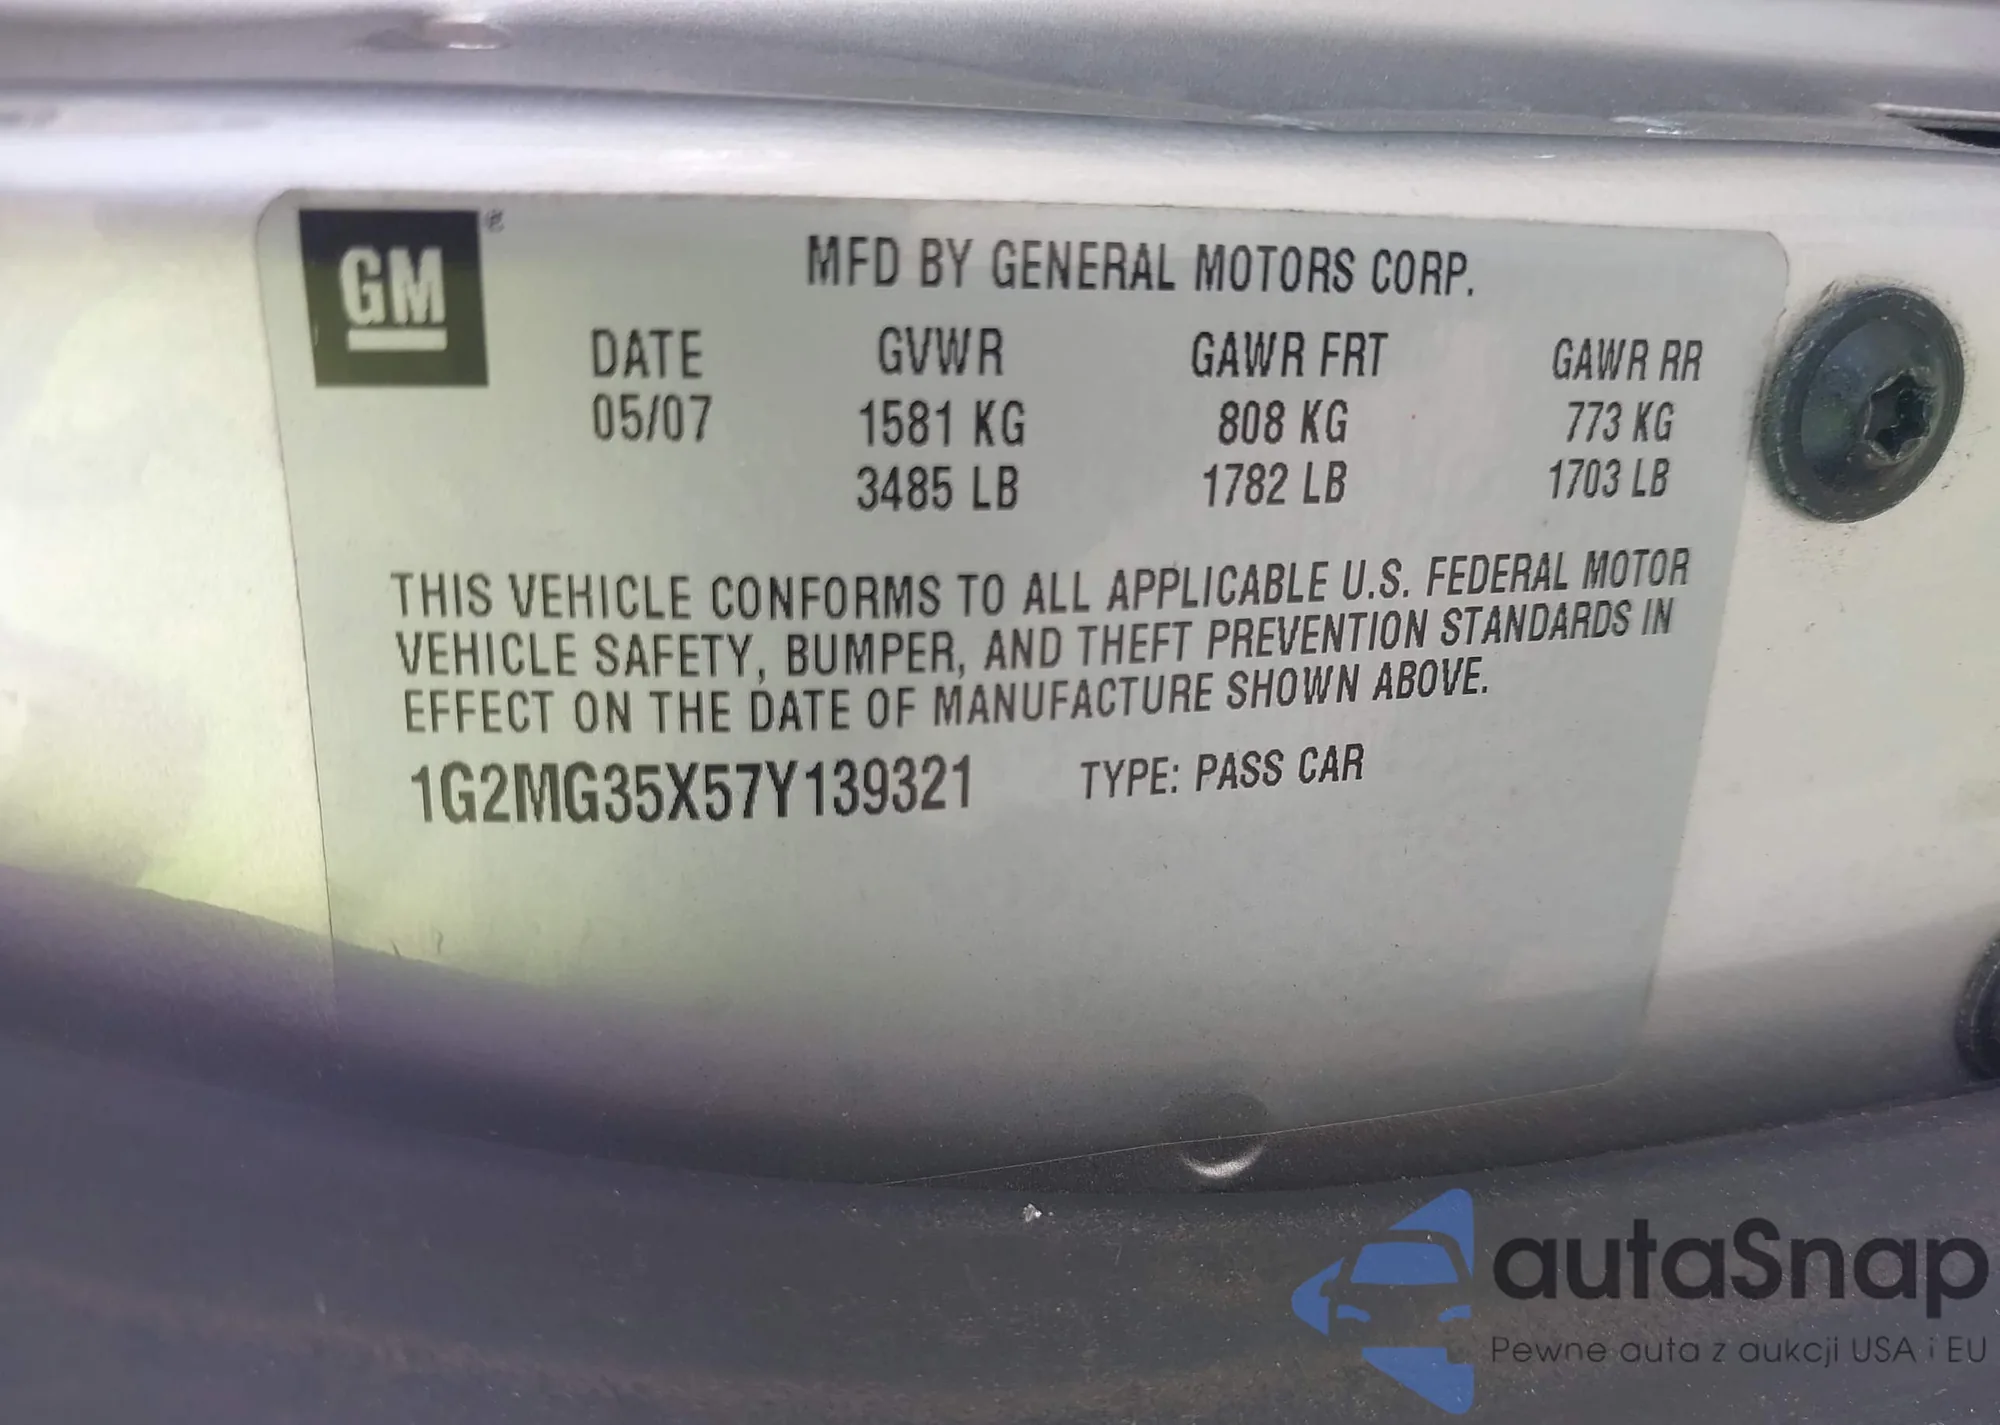 GM
MFD BY GENERAL MOTORS CORP.
DATE GVWR GAWR FRT GAWR RR
05/07 1581 KG 808 KG 773 KG
3485 LB 1782 LB 1703 LB
THIS VEHICLE CONFORMS TO ALL APPLICABLE U.S. FEDERAL MOTOR
VEHICLE SAFETY, BUMPER, AND THEFT PREVENTION STANDARDS IN
EFFECT ON THE DATE OF MANUFACTURE SHOWN ABOVE.
1G2MG35X57Y139321 TYPE: PASS CAR
autaSnap
Pewne auta z aukcji USA i EU